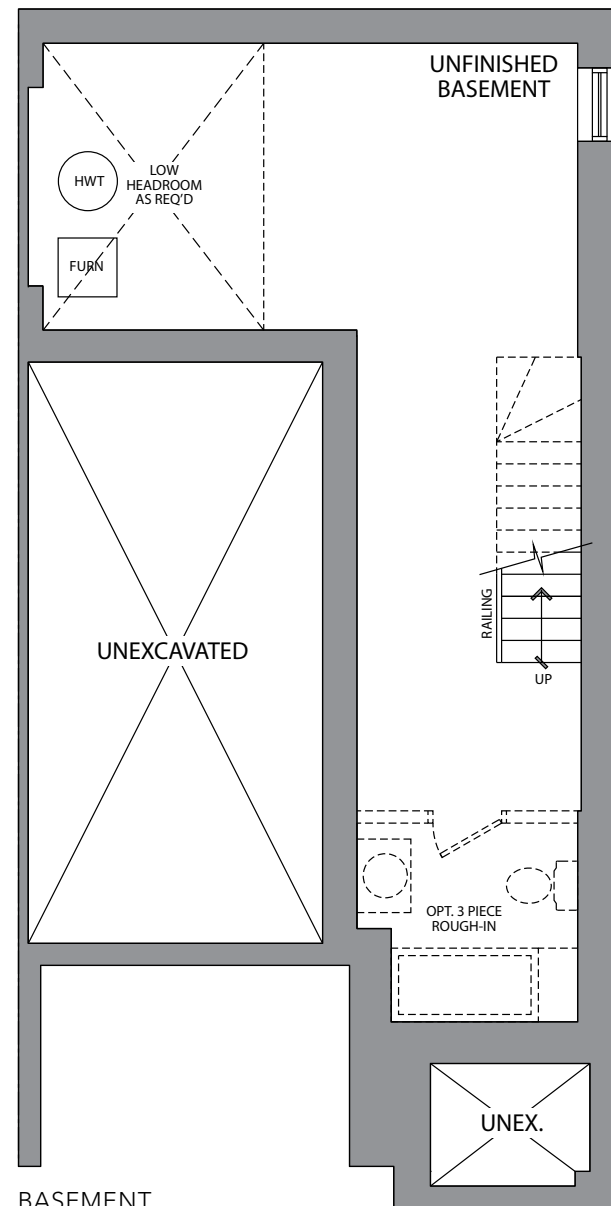 UNFINISHED
BASEMENT
LOW
HEADROOM
AS REQ'D
HWT
FURN
UNEXCAVATED
RAILING
UP
OPT. 3 PIECE
ROUGH-IN
UNEX.
BASEMENT